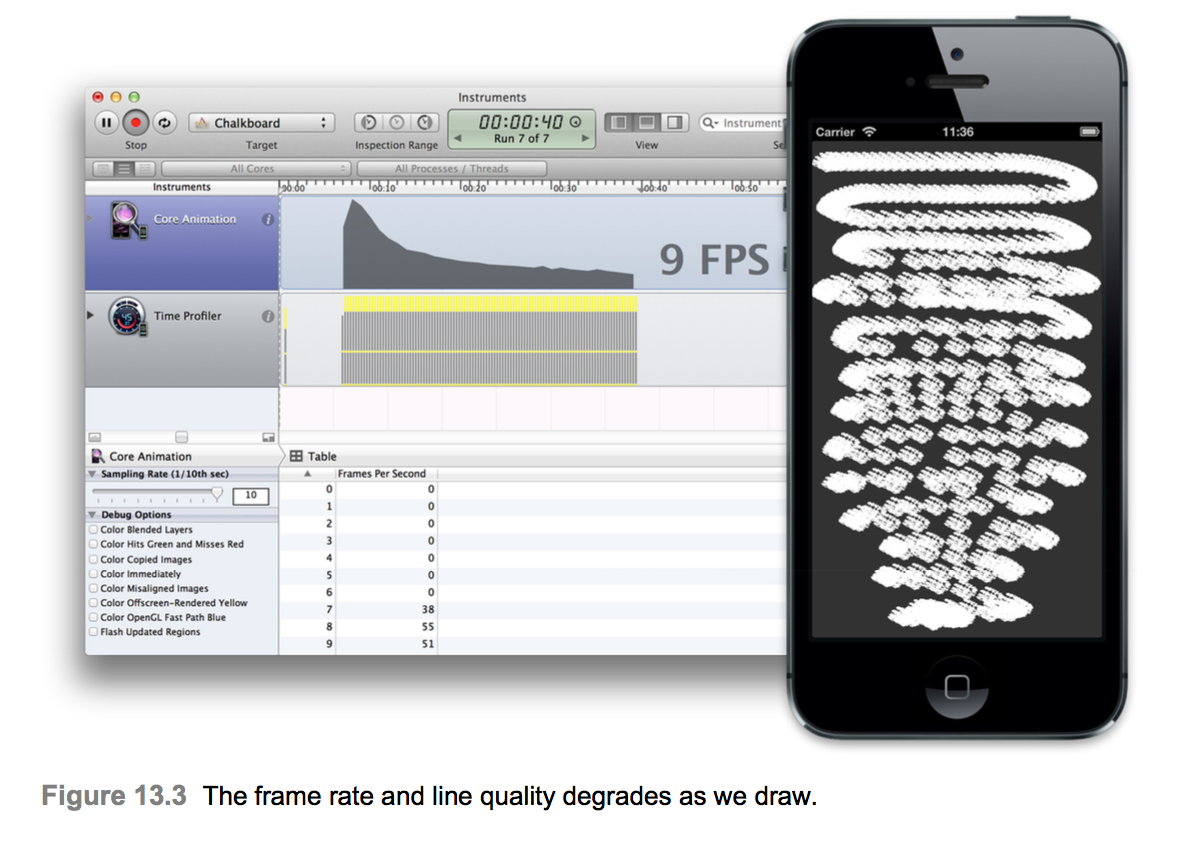 Instruments
Chalkboard
00:00:40
Run 7 of 7
Instrument
Stop
Target
Inspection Range
View
All Cores
All Processes / Threads
Instruments
00:00 00:10 00:20 00:30 00:40 00:50
Core Animation
9 FPS
Time Profiler
45
Core Animation
Table
Sampling Rate (1/10th sec)
10
Debug Options
Color Blended Layers
Color Hits Green and Misses Red
Color Copied Images
Color Immediately
Color Misaligned Images
Color Offscreen-Rendered Yellow
Color OpenGL Fast Path Blue
Flash Updated Regions
Frames Per Second
0 0
1 0
2 0
3 0
4 0
5 0
6 0
7 38
8 55
9 51
Carrier 11:36
Figure 13.3 The frame rate and line quality degrades as we draw.